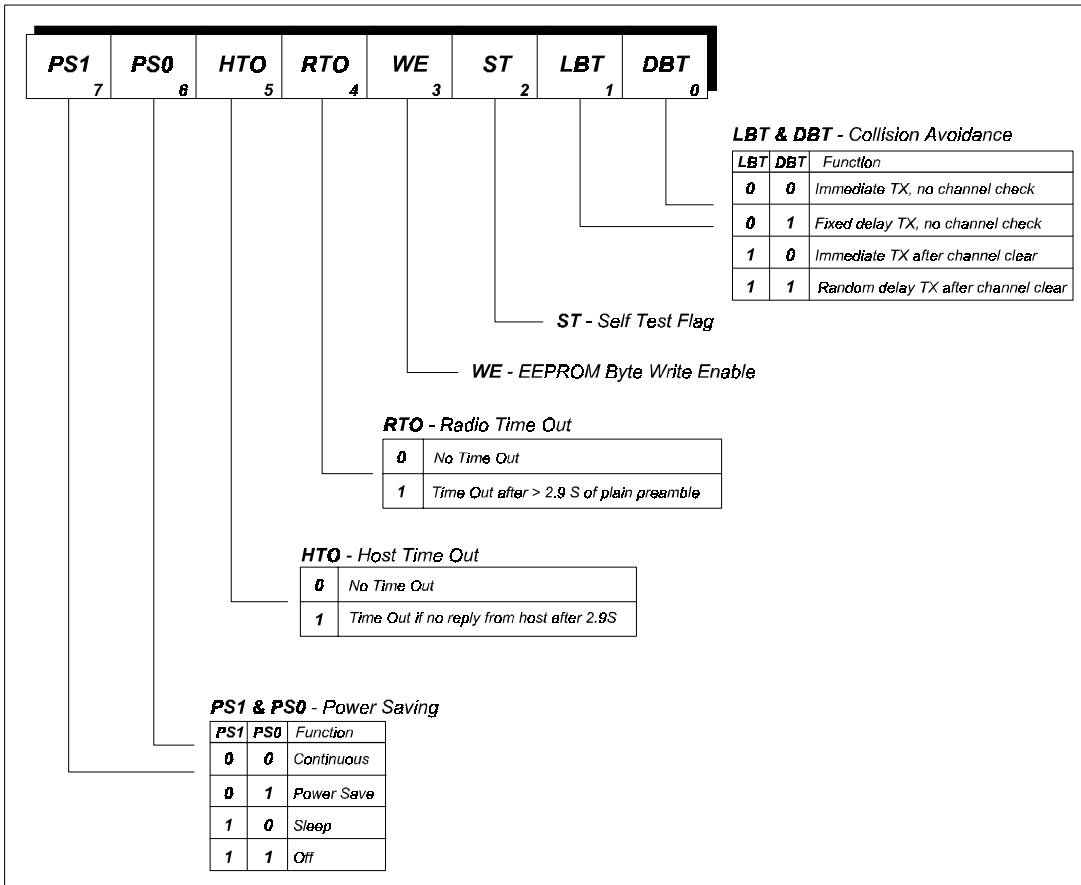 PS1 PS0 HTO RTO WE ST LBT DBT
7 6 5 4 3 2 1 0
LBT & DBT - Collision Avoidance
LBT DBT Function
0 0 Immediate TX, no channel check
0 1 Fixed delay TX, no channel check
1 0 Immediate TX after channel clear
1 1 Random delay TX after channel clear
ST - Self Test Flag
WE - EEPROM Byte Write Enable
RTO - Radio Time Out
0 No Time Out
1 Time Out after > 2.9 S of plain preamble
HTO - Host Time Out
0 No Time Out
1 Time Out if no reply from host after 2.9S
PS1 & PS0 - Power Saving
PS1 PS0 Function
0 0 Continuous
0 1 Power Save
1 0 Sleep
1 1 Off